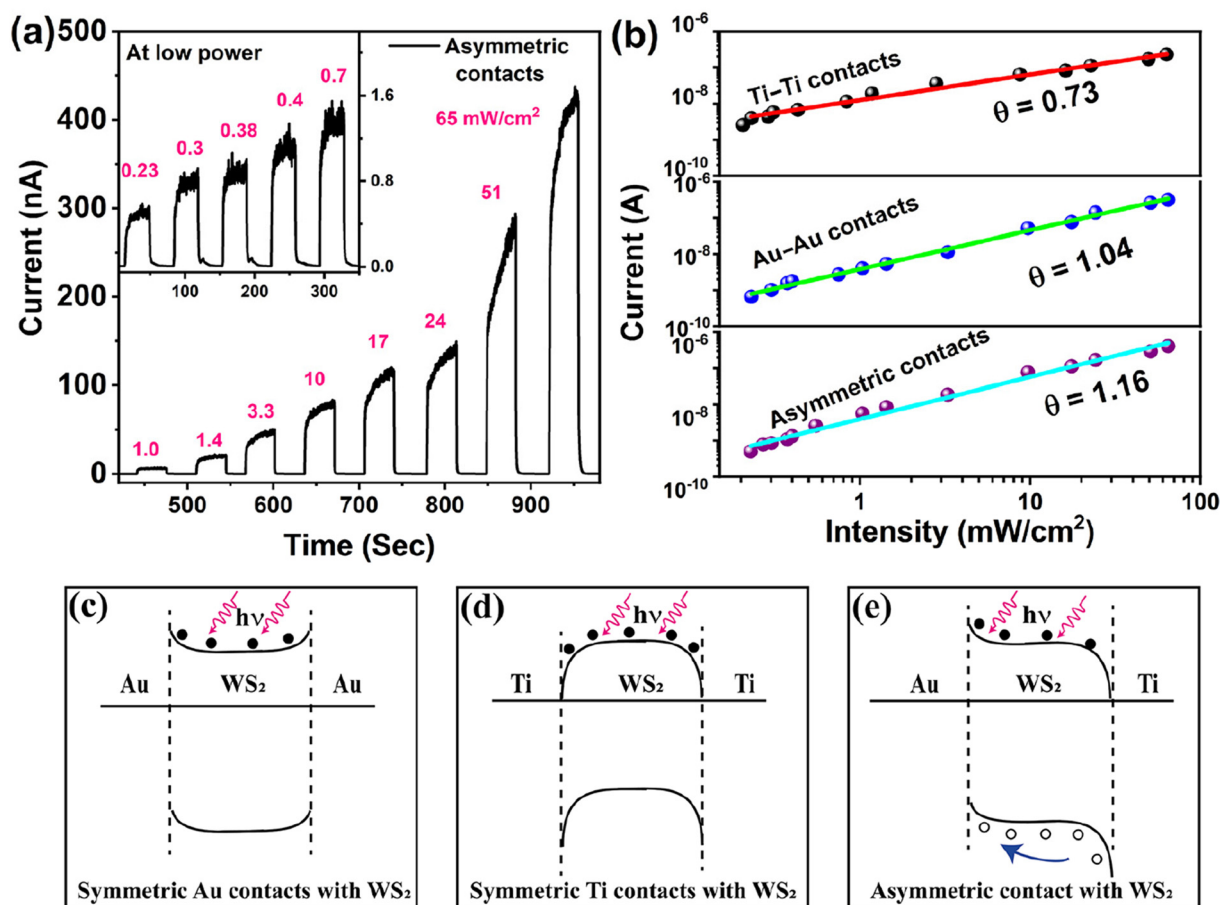 (a)
500
400
300
200
100
0
Current (nA)
500
600
700
800
900
Time (Sec)
At low power
0.23
0.3
0.38
0.4
0.7
1.6
0.8
0.0
100
200
300
Asymmetric
contacts
65 mW/cm²
51
24
17
10
3.3
1.4
1.0
(b)
10⁻⁶
10⁻⁸
10⁻¹⁰
Ti–Ti contacts
θ = 0.73
10⁻⁶
10⁻⁸
10⁻¹⁰
Au–Au contacts
θ = 1.04
10⁻⁶
10⁻⁸
10⁻¹⁰
Asymmetric contacts
θ = 1.16
Current (A)
1
10
100
Intensity (mW/cm²)
(c)
hν
Au
WS₂
Au
Symmetric Au contacts with WS₂
(d)
hν
Ti
WS₂
Ti
Symmetric Ti contacts with WS₂
(e)
hν
Au
WS₂
Ti
Asymmetric contact with WS₂